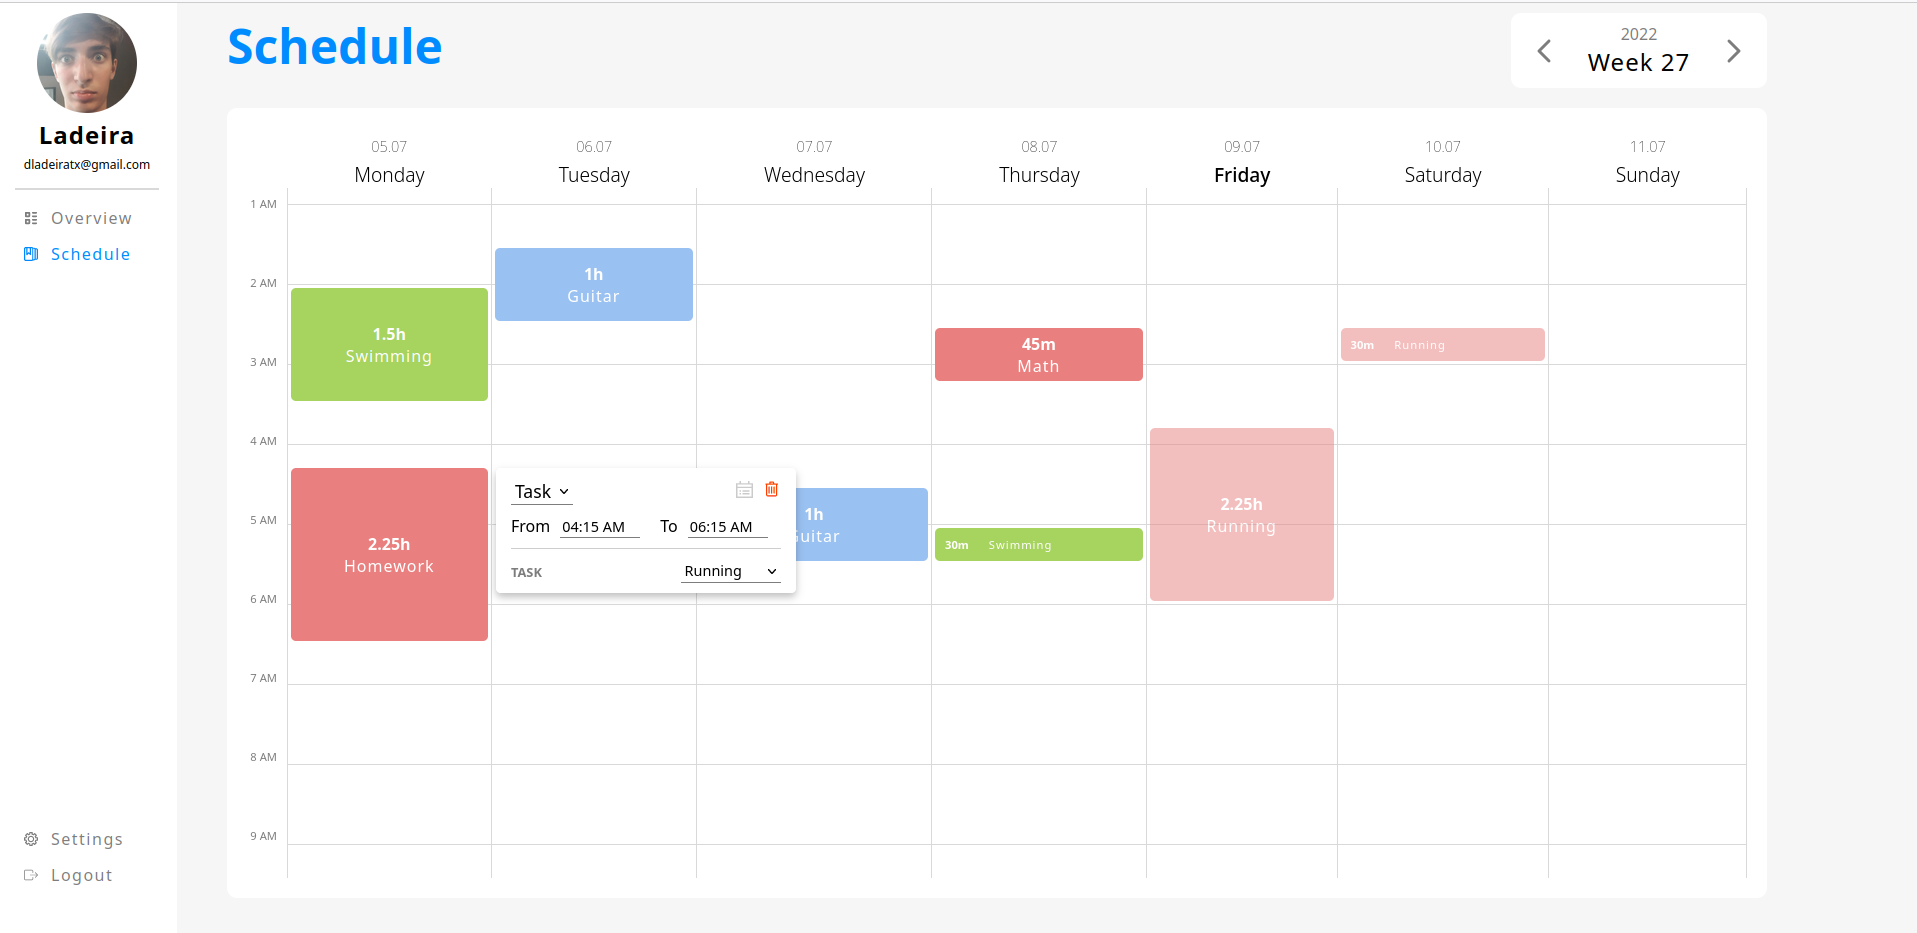 Ladeira
dladeiratx@gmail.com
Overview
Schedule
Settings
Logout
Schedule
2022
Week 27
05.07
Monday
06.07
Tuesday
07.07
Wednesday
08.07
Thursday
09.07
Friday
10.07
Saturday
11.07
Sunday
1 AM
2 AM
3 AM
4 AM
5 AM
6 AM
7 AM
8 AM
9 AM
1.5h
Swimming
2.25h
Homework
1h
Guitar
Task
From 04:15 AM To 06:15 AM
TASK Running
1h
uitar
45m
Math
30m Swimming
2.25h
Running
30m Running